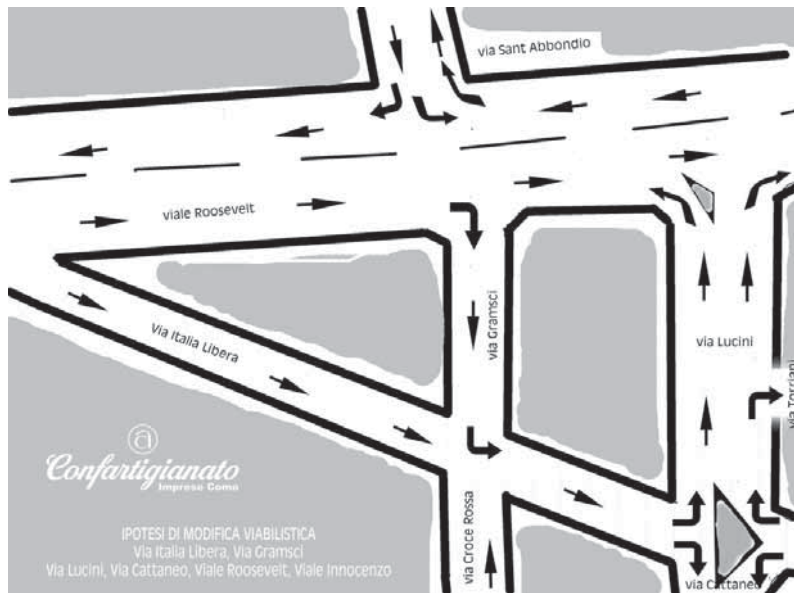 via Sant Abbondio
viale Roosevelt
via Gramsci
Via Italia Libera
via Lucini
via Torriani
a
Confartigianato
Imprese Como
via Croce Rossa
IPOTESI DI MODIFICA VIABILISTICA
Via Italia Libera, Via Gramsci
Via Lucini, Via Cattaneo, Viale Roosevelt, Viale Innocenzo
via Cattaneo